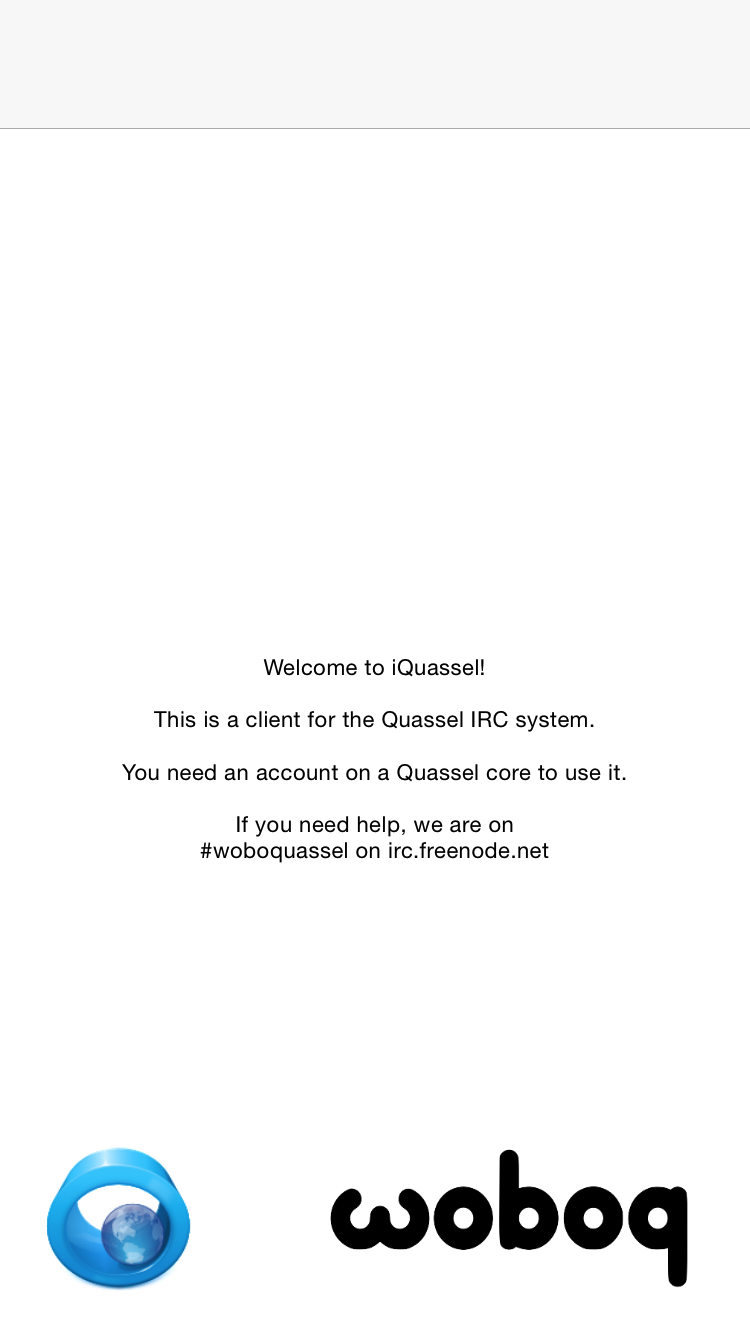 Welcome to iQuassel!
This is a client for the Quassel IRC system.
You need an account on a Quassel core to use it.
If you need help, we are on
#woboquassel on irc.freenode.net
woboq